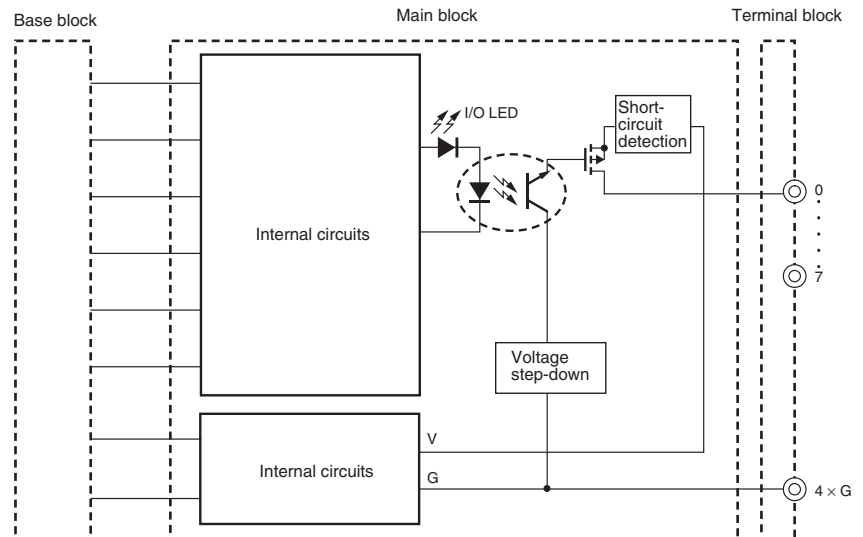 Base block
Main block
Terminal block
I/O LED
Short-
circuit
detection
0
7
Internal circuits
Voltage
step-down
V
Internal circuits
G
4 × G